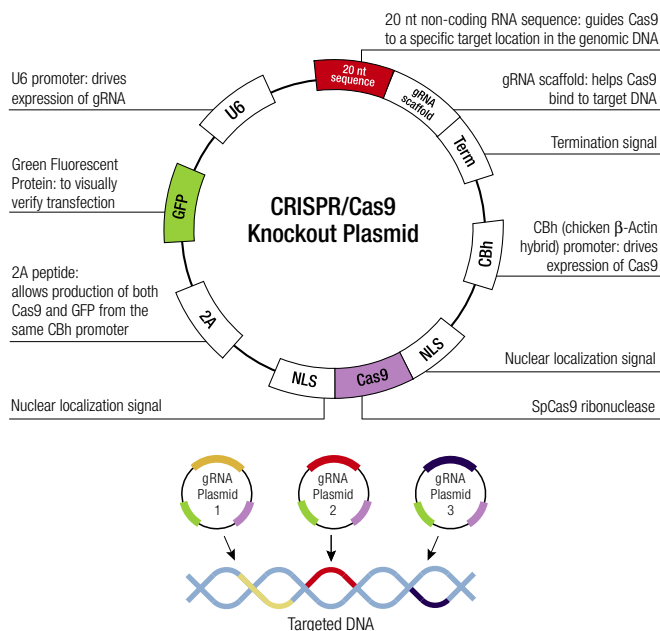 20 nt non-coding RNA sequence: guides Cas9
to a specific target location in the genomic DNA
U6 promoter: drives
expression of gRNA
gRNA scaffold: helps Cas9
bind to target DNA
Termination signal
Green Fluorescent
Protein: to visually
verify transfection
CBh (chicken β-Actin
hybrid) promoter: drives
expression of Cas9
2A peptide:
allows production of both
Cas9 and GFP from the
same CBh promoter
Nuclear localization signal
Nuclear localization signal
SpCas9 ribonuclease
CRISPR/Cas9
Knockout Plasmid
20 nt
sequence
gRNA
scaffold
Term
CBh
NLS
Cas9
NLS
2A
GFP
U6
gRNA
Plasmid
1
gRNA
Plasmid
2
gRNA
Plasmid
3
Targeted DNA